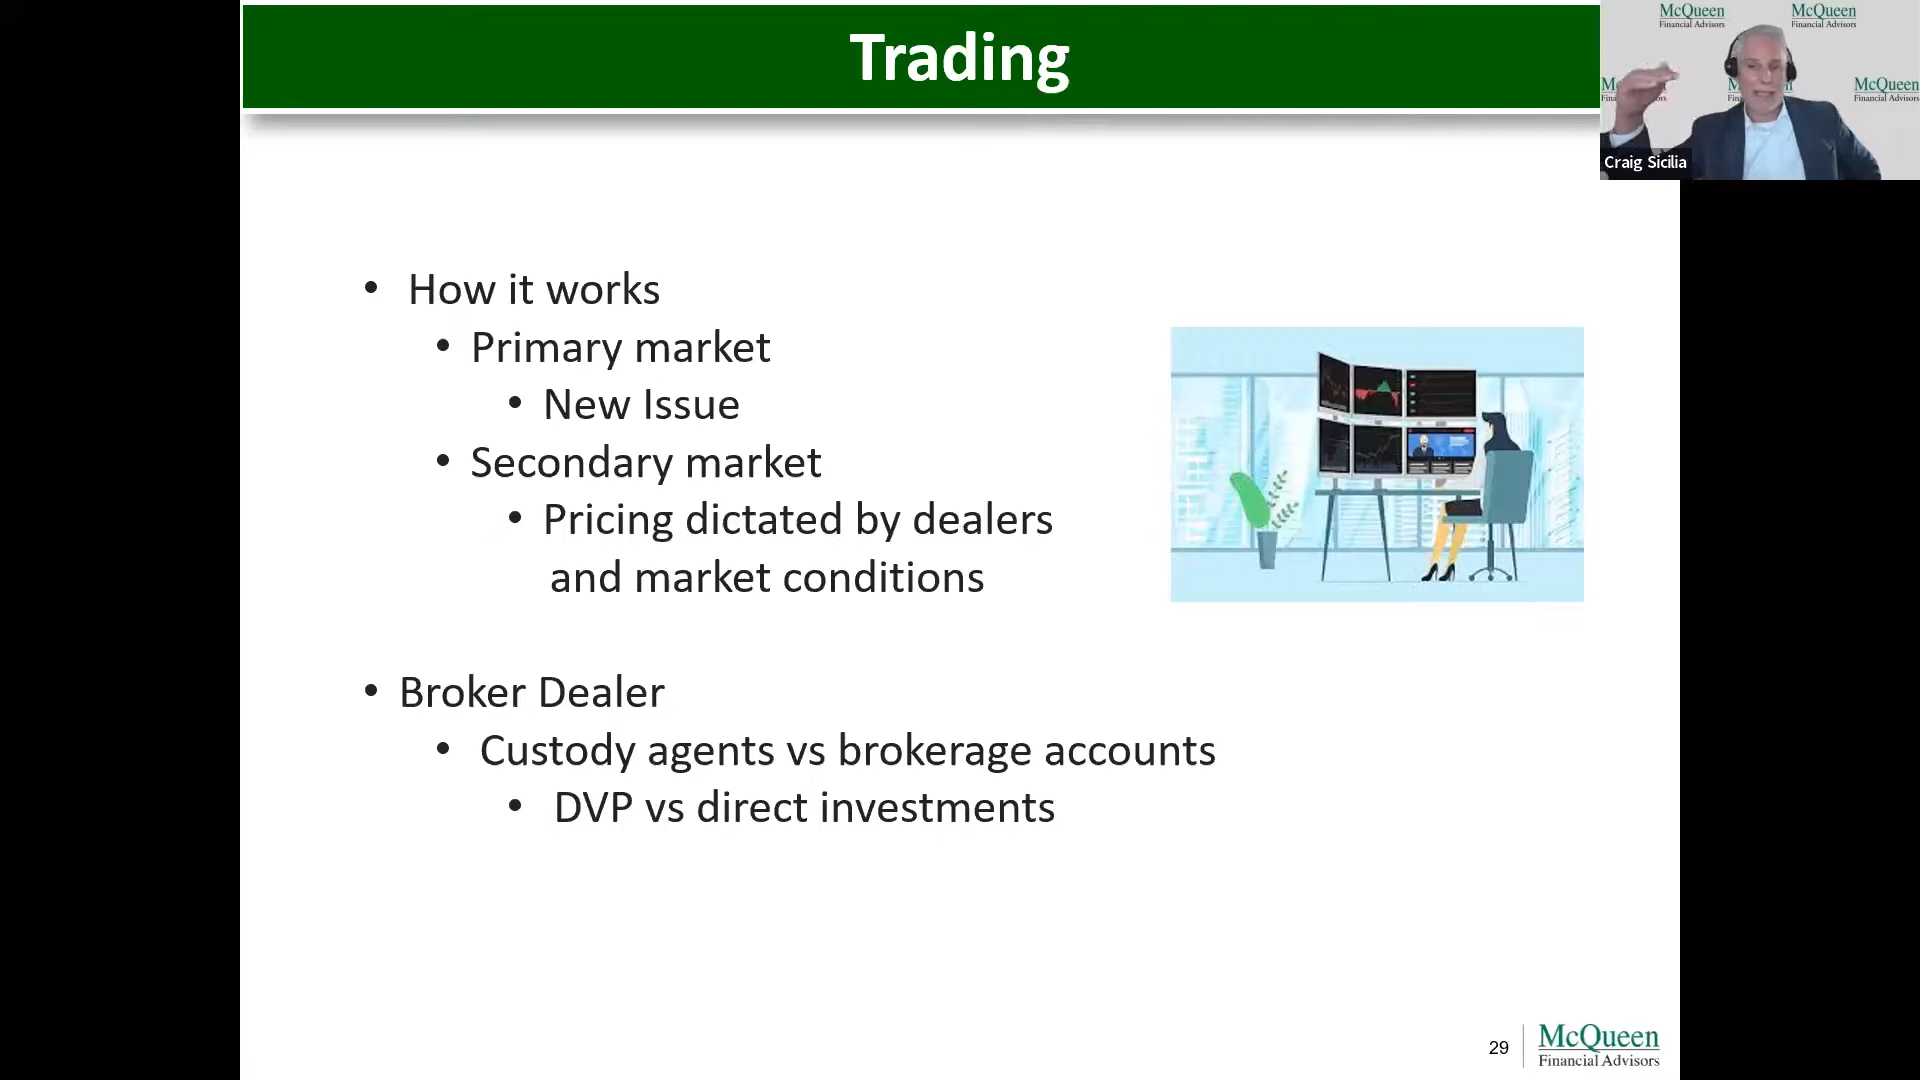 Trading
McQueen
Financial Advisors
McQueen
Financial Advisors
McQueen
Financial Advisors
Craig Sicilia
• How it works
• Primary market
• New Issue
• Secondary market
• Pricing dictated by dealers
and market conditions
• Broker Dealer
• Custody agents vs brokerage accounts
• DVP vs direct investments
29
McQueen
Financial Advisors